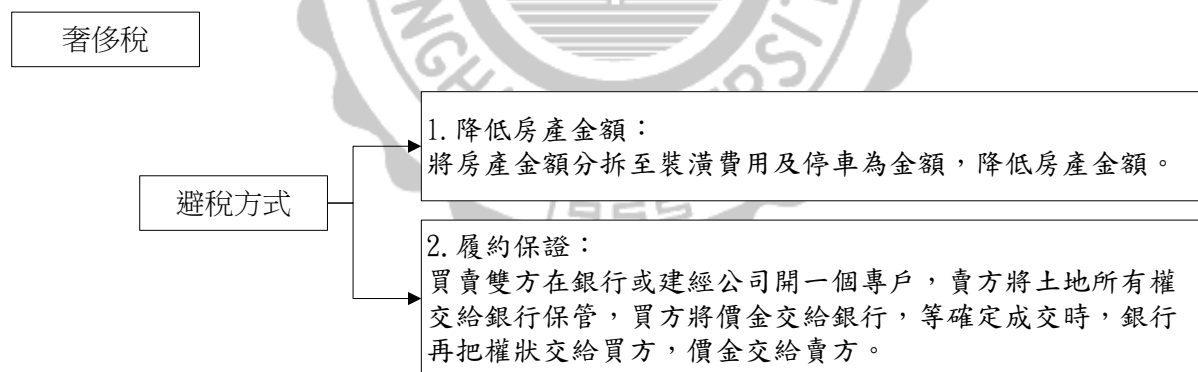 奢侈稅
1.降低房產金額：
將房產金額分拆至裝潢費用及停車為金額，降低房產金額。
避稅方式
2.履約保證：
買賣雙方在銀行或建經公司開一個專戶，賣方將土地所有權
交給銀行保管，買方將價金交給銀行，等確定成交時，銀行
再把權狀交給買方，價金交給賣方。